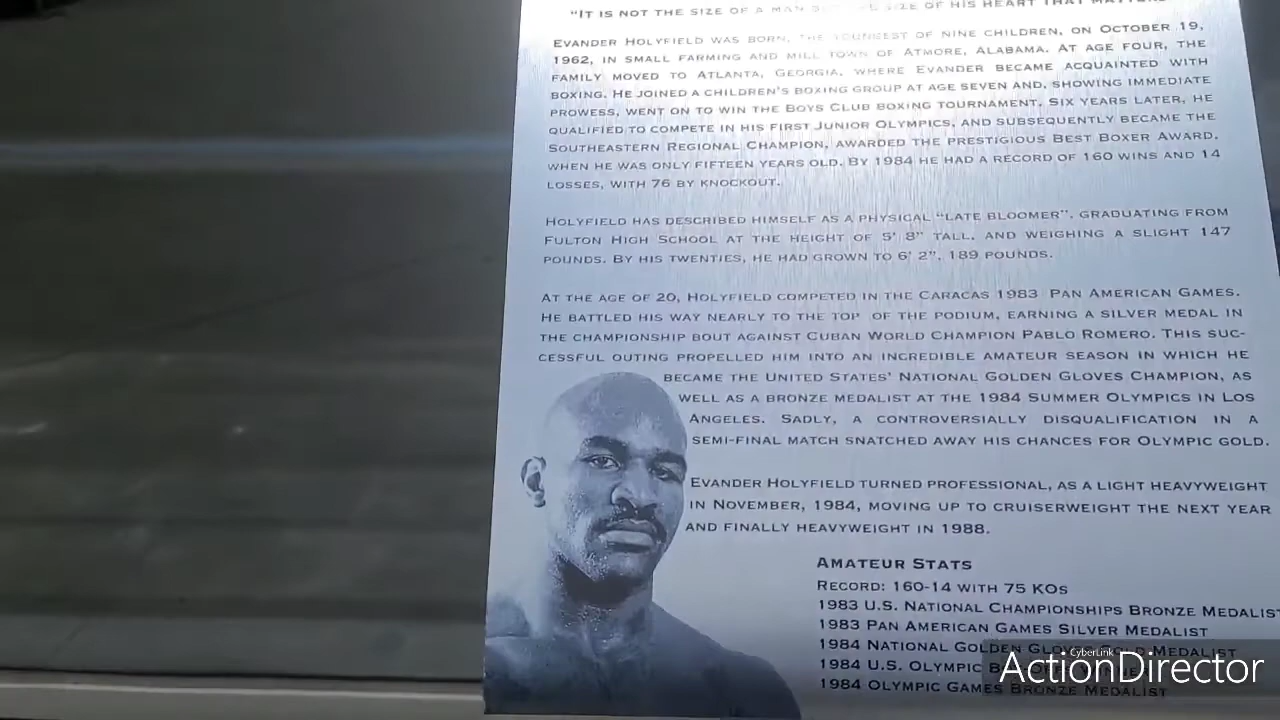 "It is not the size of a man but the size of his heart that matters
Evander Holyfield was born, the youngest of nine children, on October 19,
1962, in small farming and mill town of Atmore, Alabama. At age four, the
family moved to Atlanta, Georgia, where Evander became acquainted with
boxing. He joined a children's boxing group at age seven and, showing immediate
prowess, went on to win the Boys Club boxing tournament. Six years later, he
qualified to compete in his first Junior Olympics, and subsequently became the
Southeastern Regional Champion, awarded the prestigious Best Boxer Award.
when he was only fifteen years old. By 1984 he had a record of 160 wins and 14
losses, with 76 by knockout.
Holyfield has described himself as a physical "late bloomer", graduating from
Fulton High School at the height of 5' 8" tall, and weighing a slight 147
pounds. By his twenties, he had grown to 6' 2", 189 pounds.
At the age of 20, Holyfield competed in the Caracas 1983 Pan American Games.
He battled his way nearly to the top of the podium, earning a silver medal in
the championship bout against Cuban World Champion Pablo Romero. This suc-
cessful outing propelled him into an incredible amateur season in which he
became the United States' National Golden Gloves Champion, as
well as a bronze medalist at the 1984 Summer Olympics in Los
Angeles. Sadly, a controversially disqualification in a
semi-final match snatched away his chances for Olympic gold.
Evander Holyfield turned professional, as a light heavyweight
in November, 1984, moving up to cruiserweight the next year
and finally heavyweight in 1988.
Amateur Stats
Record: 160-14 with 75 KOs
1983 U.S. National Championships Bronze Medalist
1983 Pan American Games Silver Medalist
1984 National Golden Gloves Gold Medalist
1984 U.S. Olympic
1984 Olympic Games Bronze Medalist
CyberLink
ActionDirector